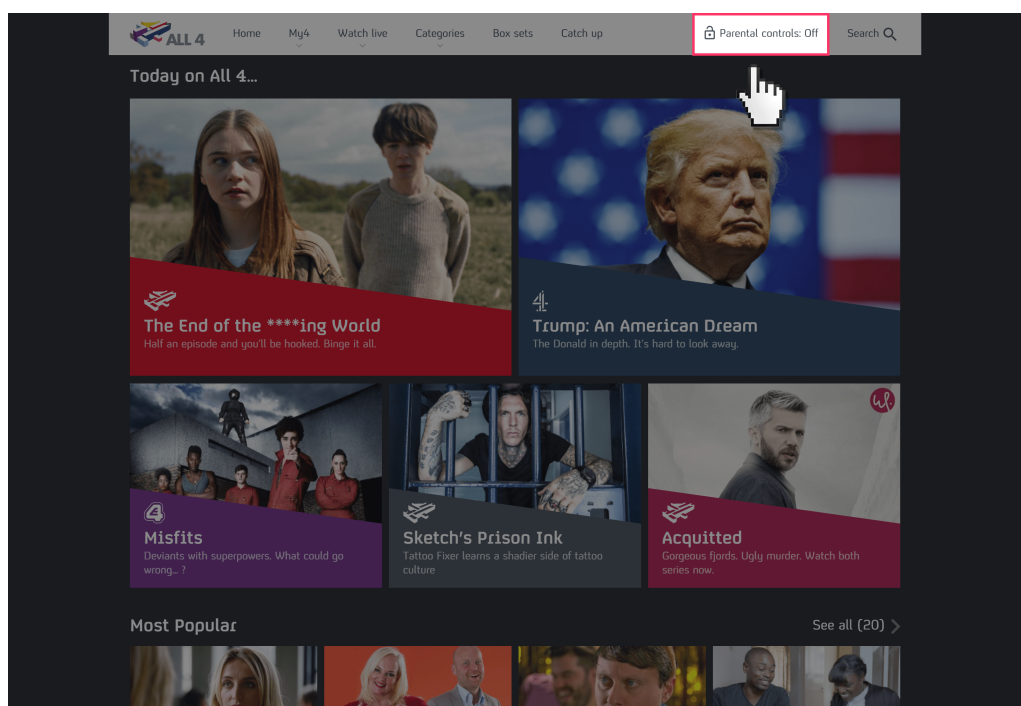 ALL 4
Home
My4
Watch live
Categories
Box sets
Catch up
Parental controls: Off
Search
Today on All 4...
The End of the ****ing World
Half an episode and you'll be hooked. Binge it all.
4
Trump: An American Dream
The Donald in depth. It's hard to look away.
4
Misfits
Deviants with superpowers. What could go
wrong... ?
Sketch's Prison Ink
Tattoo Fixer learns a shadier side of tattoo
culture
W.
Acquitted
Gorgeous fjords. Ugly murder. Watch both
series now.
Most Popular
See all (20)